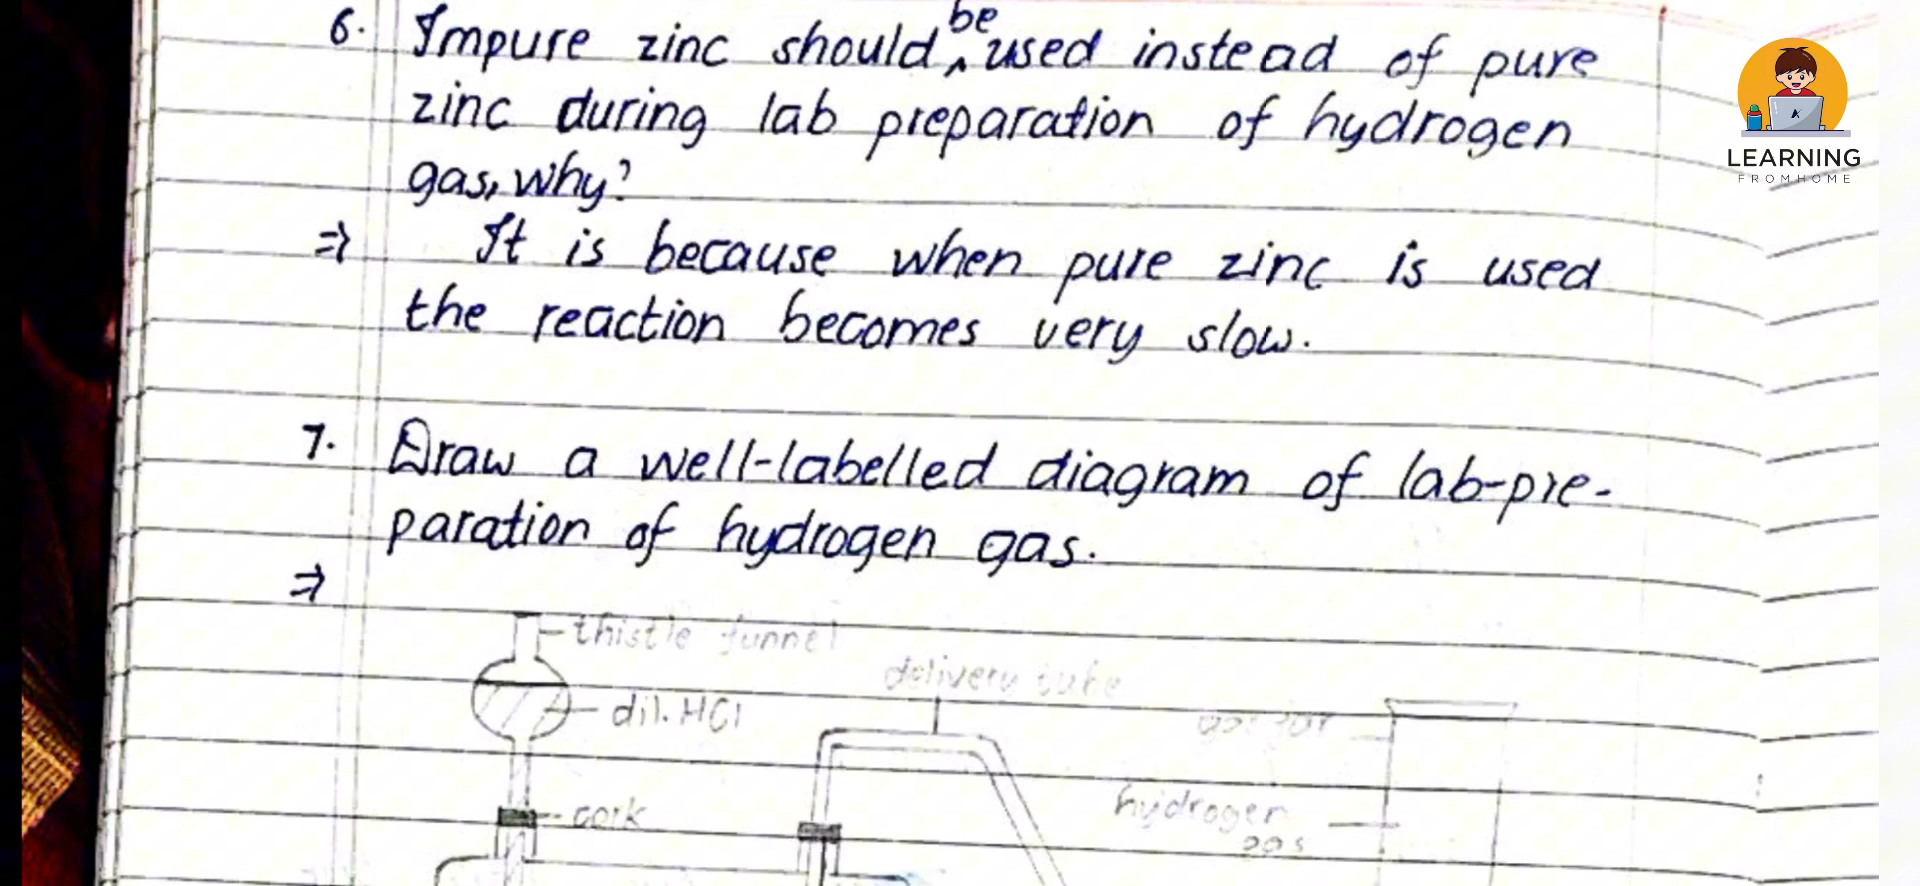 6. Impure zinc should be used instead of pure
zinc during lab preparation of hydrogen
gas, why?
⇒ It is because when pure zinc is used
the reaction becomes very slow.
7. Draw a well-labelled diagram of lab-pre-
paration of hydrogen gas.
⇒
thistle funnel
delivery tube
dil. HCl
gas jar
cork
hydrogen
gas
LEARNING
FROMHOME